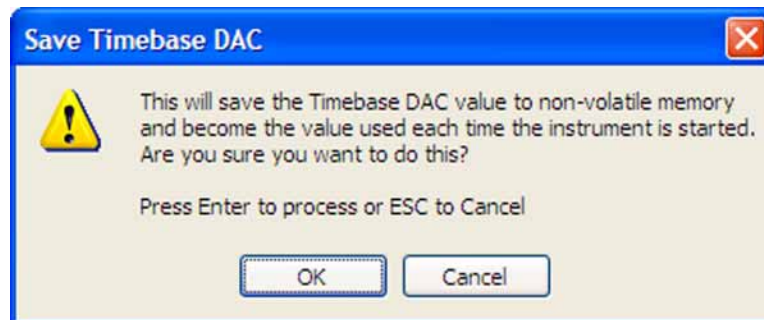 Save Timebase DAC
This will save the Timebase DAC value to non-volatile memory
and become the value used each time the instrument is started.
Are you sure you want to do this?
Press Enter to process or ESC to Cancel
OK
Cancel